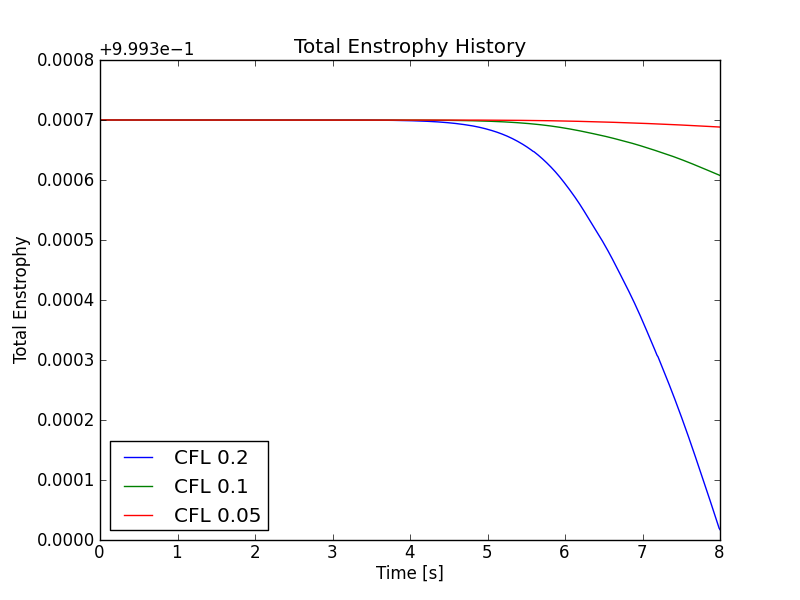 Total Enstrophy History
+9.993e−1
0.0008
0.0007
0.0006
0.0005
0.0004
0.0003
0.0002
0.0001
0.0000
Total Enstrophy
CFL 0.2
CFL 0.1
CFL 0.05
0 1 2 3 4 5 6 7 8
Time [s]